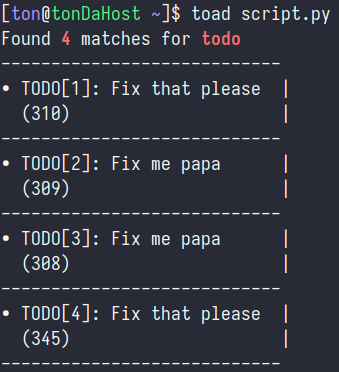 [ton@tonDaHost ~]$ toad script.py
Found 4 matches for todo
----------------------------
• TODO[1]: Fix that please  |
  (310)                     |
----------------------------
• TODO[2]: Fix me papa      |
  (309)                     |
----------------------------
• TODO[3]: Fix me papa      |
  (308)                     |
----------------------------
• TODO[4]: Fix that please  |
  (345)                     |
----------------------------